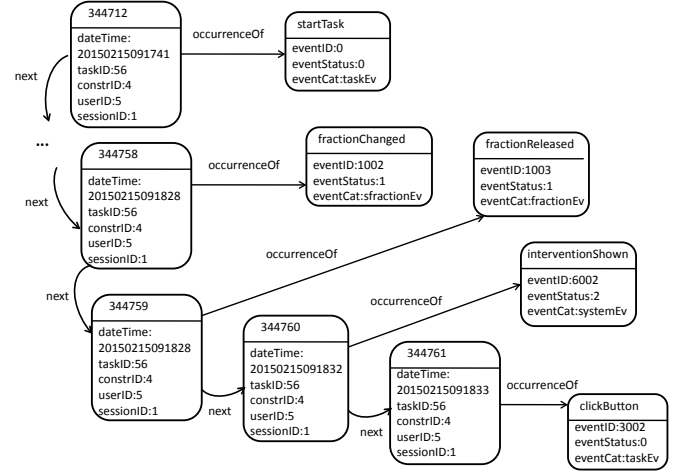 344712
dateTime:
20150215091741
taskID:56
constrID:4
userID:5
sessionID:1
occurrenceOf
startTask
eventID:0
eventStatus:0
eventCat:taskEv
next
...
344758
dateTime:
20150215091828
taskID:56
constrID:4
userID:5
sessionID:1
occurrenceOf
fractionChanged
eventID:1002
eventStatus:1
eventCat:sfractionEv
fractionReleased
eventID:1003
eventStatus:1
eventCat:fractionEv
next
occurrenceOf
next
344759
dateTime:
20150215091828
taskID:56
constrID:4
userID:5
sessionID:1
occurrenceOf
interventionShown
eventID:6002
eventStatus:2
eventCat:systemEv
344760
dateTime:
20150215091832
taskID:56
constrID:4
userID:5
sessionID:1
next
344761
dateTime:
20150215091833
taskID:56
constrID:4
userID:5
sessionID:1
next
occurrenceOf
clickButton
eventID:3002
eventStatus:0
eventCat:taskEv